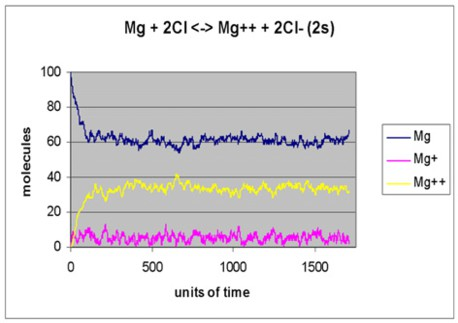 Mg + 2Cl <-> Mg++ + 2Cl- (2s)
100
80
60
40
20
0
molecules
0 500 1000 1500
units of time
Mg
Mg+
Mg++